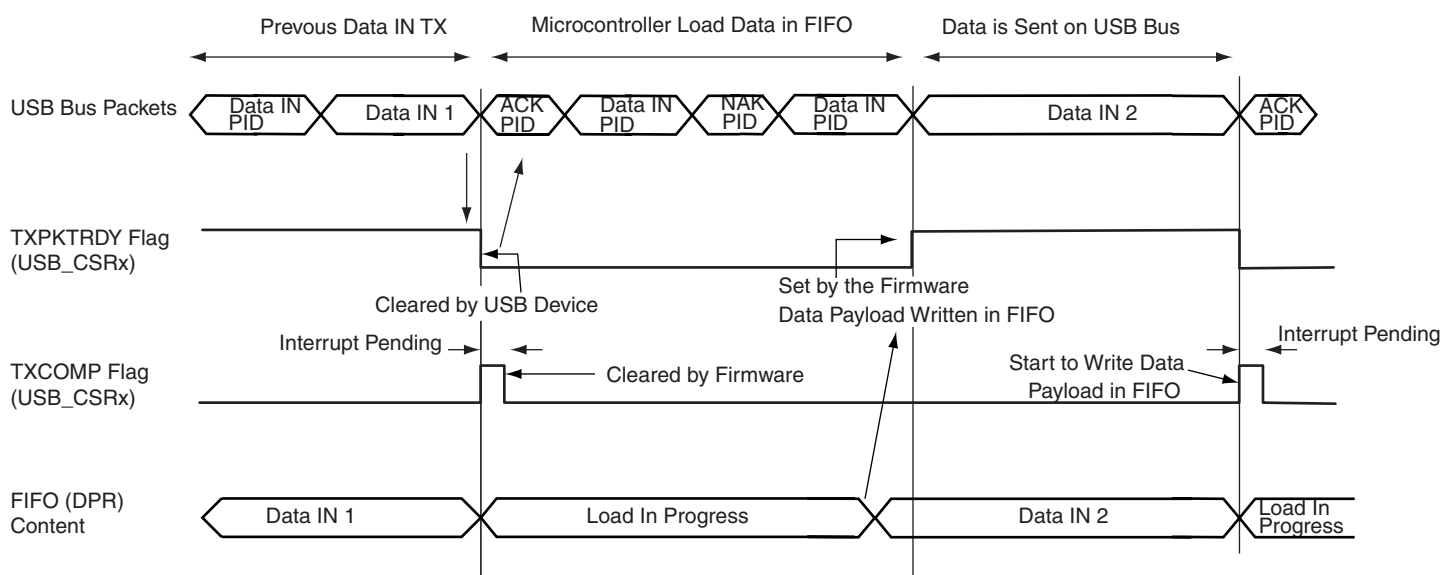 Prevous Data IN TX
Microcontroller Load Data in FIFO
Data is Sent on USB Bus
USB Bus Packets
Data IN
PID
Data IN 1
ACK
PID
Data IN
PID
NAK
PID
Data IN
PID
Data IN 2
ACK
PID
TXPKTRDY Flag
(USB_CSRx)
Cleared by USB Device
Set by the Firmware
Data Payload Written in FIFO
Interrupt Pending
Interrupt Pending
TXCOMP Flag
(USB_CSRx)
Cleared by Firmware
Start to Write Data
Payload in FIFO
FIFO (DPR)
Content
Data IN 1
Load In Progress
Data IN 2
Load In
Progress